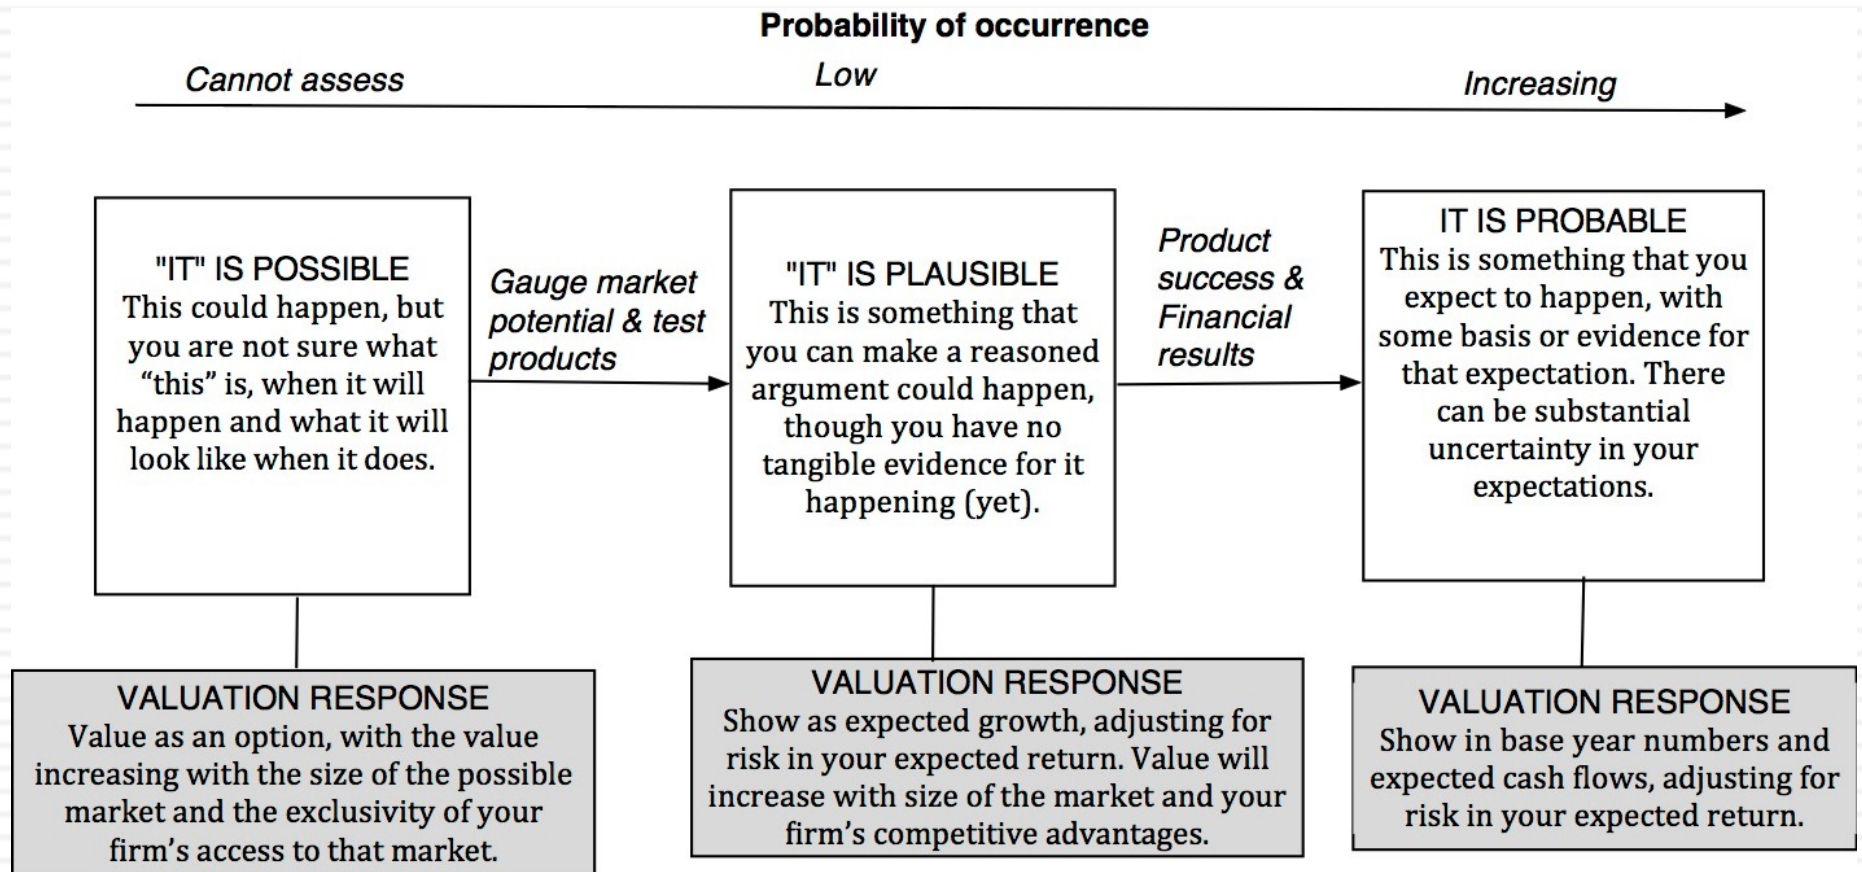 Probability of occurrence
Cannot assess
Low
Increasing
"IT" IS POSSIBLE
This could happen, but
you are not sure what
“this” is, when it will
happen and what it will
look like when it does.
Gauge market
potential & test
products
"IT" IS PLAUSIBLE
This is something that
you can make a reasoned
argument could happen,
though you have no
tangible evidence for it
happening (yet).
Product
success &
Financial
results
IT IS PROBABLE
This is something that you
expect to happen, with
some basis or evidence for
that expectation. There
can be substantial
uncertainty in your
expectations.
VALUATION RESPONSE
Value as an option, with the value
increasing with the size of the possible
market and the exclusivity of your
firm’s access to that market.
VALUATION RESPONSE
Show as expected growth, adjusting for
risk in your expected return. Value will
increase with size of the market and your
firm’s competitive advantages.
VALUATION RESPONSE
Show in base year numbers and
expected cash flows, adjusting for
risk in your expected return.